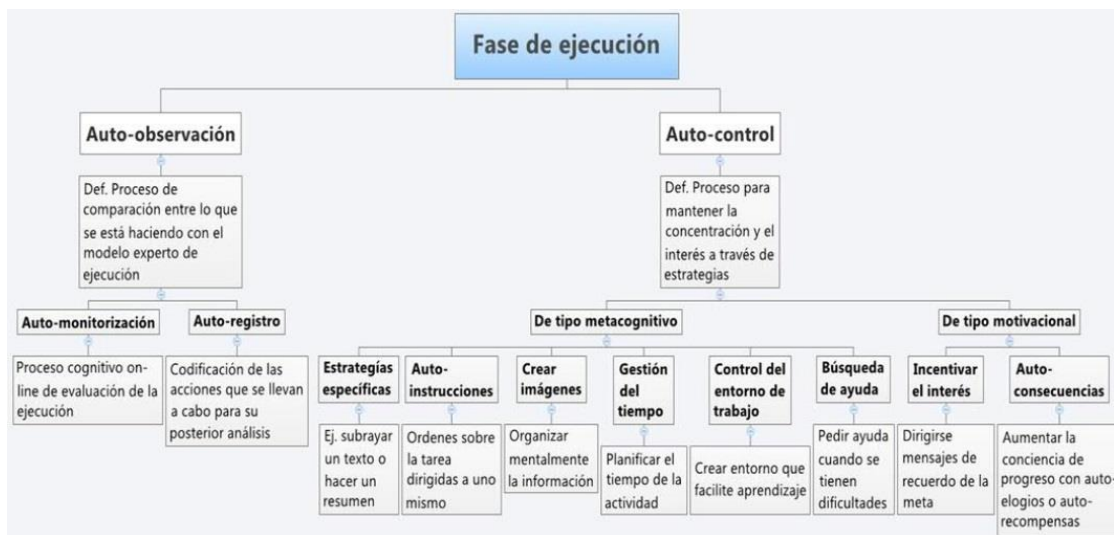 Fase de ejecución
Auto-observación
Def. Proceso de
comparación entre lo que
se está haciendo con el
modelo experto de
ejecución
Auto-monitorización
Proceso cognitivo on-
line de evaluación de la
ejecución
Auto-registro
Codificación de las
acciones que se llevan
a cabo para su
posterior análisis
Auto-control
Def. Proceso para
mantener la
concentración y el
interés a través de
estrategias
De tipo metacognitivo
Estrategías
específicas
Ej. subrayar
un texto o
hacer un
resumen
Auto-
instrucciones
Ordenes sobre
la tarea
dirigidas a uno
mismo
Crear
imágenes
Organizar
mentalmente
la información
Gestión
del
tiempo
Planificar el
tiempo de la
actividad
Control del
entorno de
trabajo
Crear entorno que
facilite aprendizaje
Búsqueda
de ayuda
Pedir ayuda
cuando se
tienen
dificultades
De tipo motivacional
Incentivar
el interés
Dirigirse
mensajes de
recuerdo de la
meta
Auto-
consecuencias
Aumentar la
conciencia de
progreso con auto-
elogios o auto-
recompensas